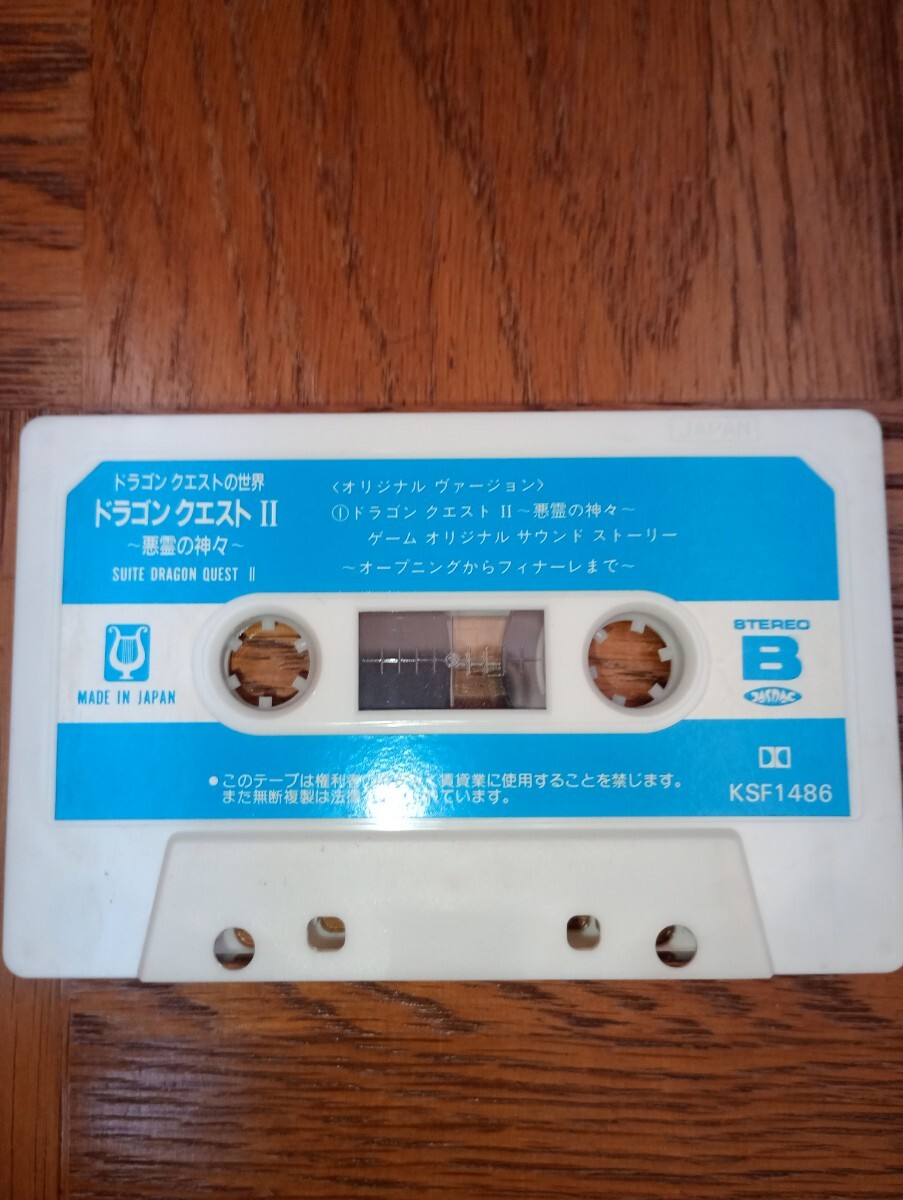 JAPAN
ドラゴン クエストの世界
ドラゴン クエスト II
～悪霊の神々～
SUITE DRAGON QUEST II
〈オリジナル ヴァージョン〉
①ドラゴン クエスト II～悪霊の神々～
ゲーム オリジナル サウンド ストーリー
～オープニングからフィナーレまで～
MADE IN JAPAN
STEREO
B
JASRAC
●このテープは権利者 賃貸業に使用することを禁じます。
また無断複製は法律 ています。
KSF1486